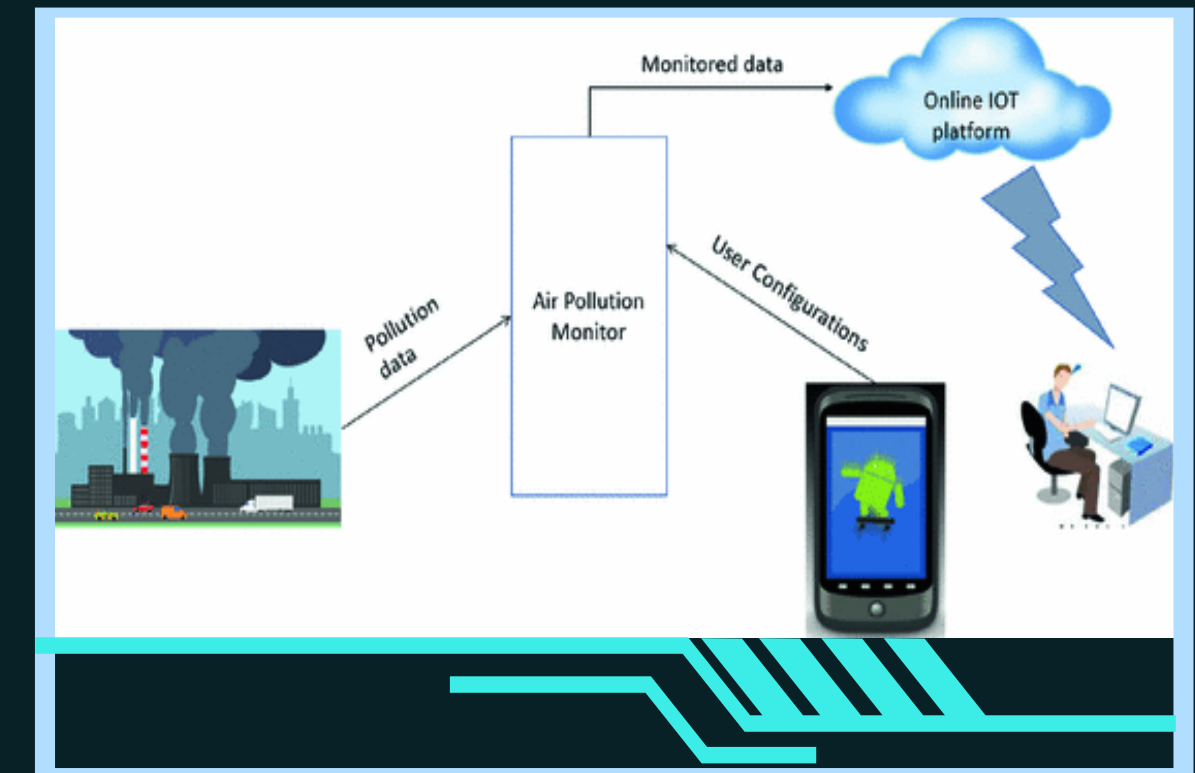 Monitored data
Online IOT
platform
User Configurations
Pollution
data
Air Pollution
Monitor